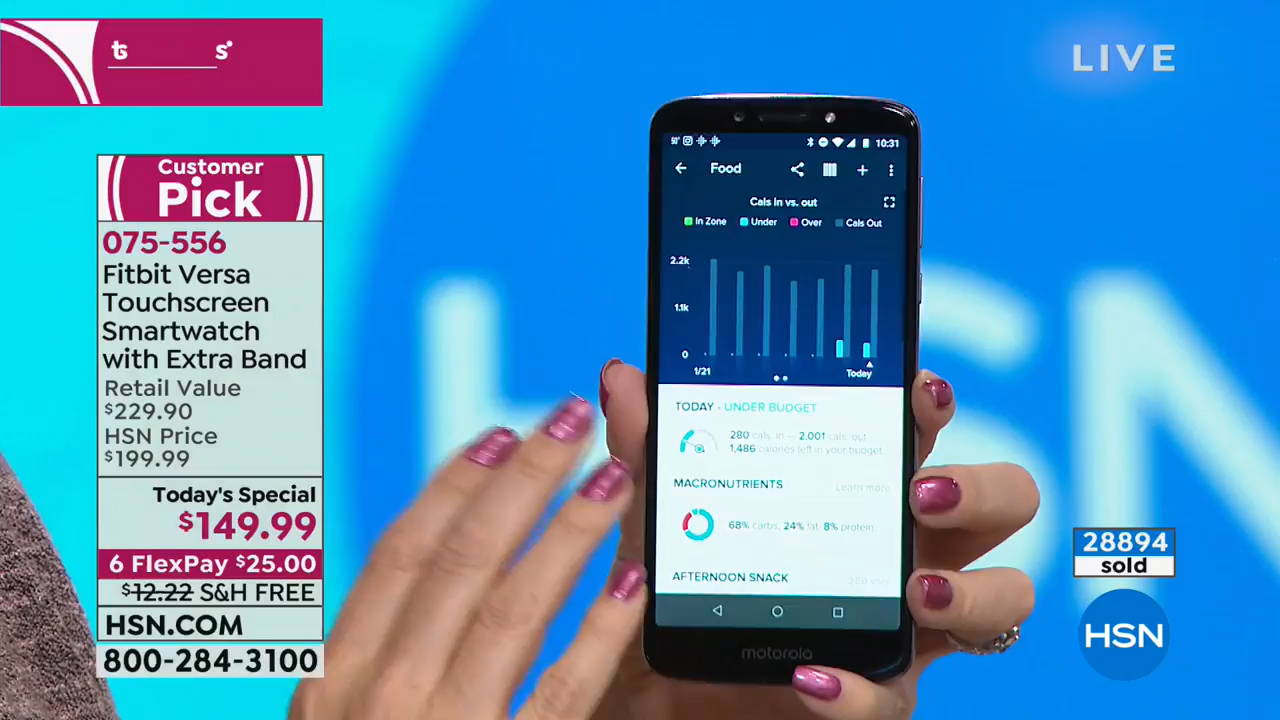 LIVE
Customer
Pick
075-556
Fitbit Versa
Touchscreen
Smartwatch
with Extra Band
Retail Value
$229.90
HSN Price
$199.99
Today's Special
$149.99
6 FlexPay $25.00
$12.22 S&H FREE
HSN.COM
800-284-3100
10:31
Food
Cals In vs. out
In Zone Under Over Cals Out
2.2k
1.1k
0
1/21 Today
TODAY - UNDER BUDGET
280 cals. in — 2,001 cals. out
1,486 calories left in your budget.
MACRONUTRIENTS Learn more
68% carbs, 24% fat, 8% protein
AFTERNOON SNACK
motorola
28894
sold
HSN
HSN